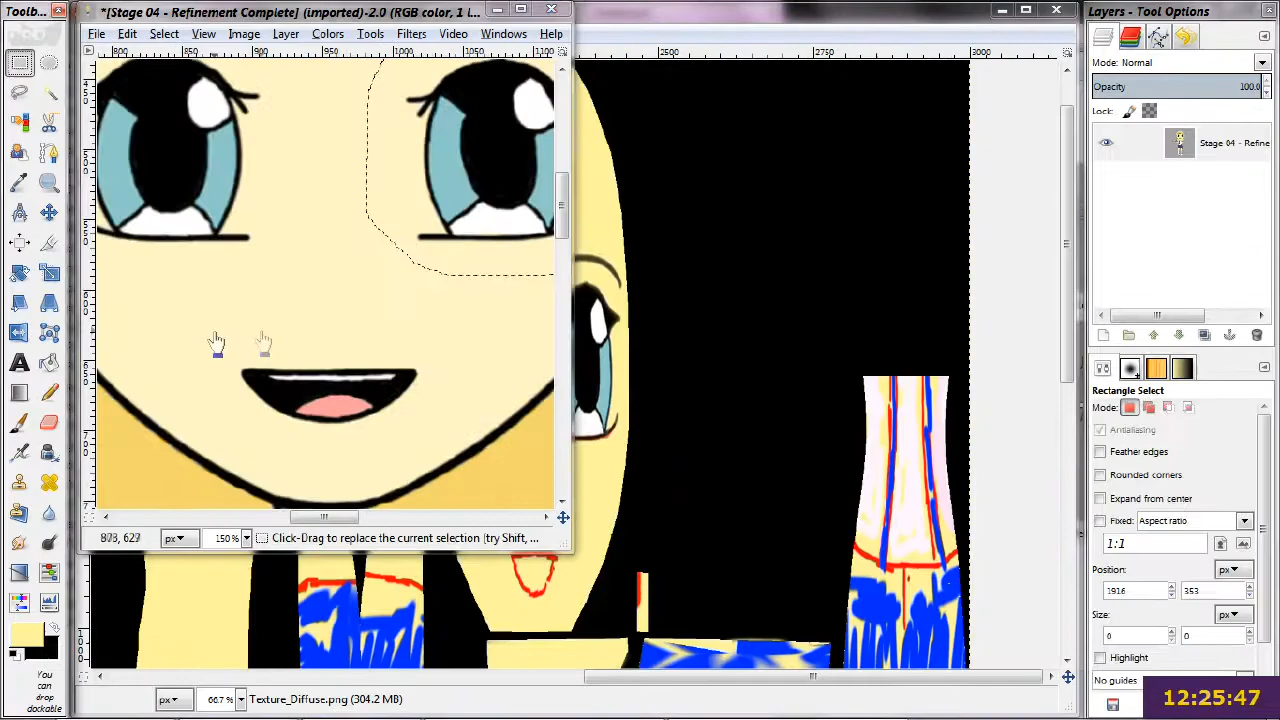 Toolb...
*[Stage 04 - Refinement Complete] (imported)-2.0 (RGB color, 1 l...
Layers - Tool Options
File Edit Select View Image Layer Colors Filters Video Windows Help
800 850 900 950 1100
2500 2750 3000
Mode: Normal
Opacity 100.0
Lock:
Stage 04 - Refine
Rectangle Select
Mode:
Antialiasing
Feather edges
Rounded corners
Expand from center
Fixed: Aspect ratio
1:1
Position: px
1916 353
Size: px
0 0
Highlight
No guides
px 150% Click-Drag to replace the current selection [try Shift, ...
px 66.7% Texture_Diffuse.png (304.2 MB)
You
can
drop
dockable
12:25:47